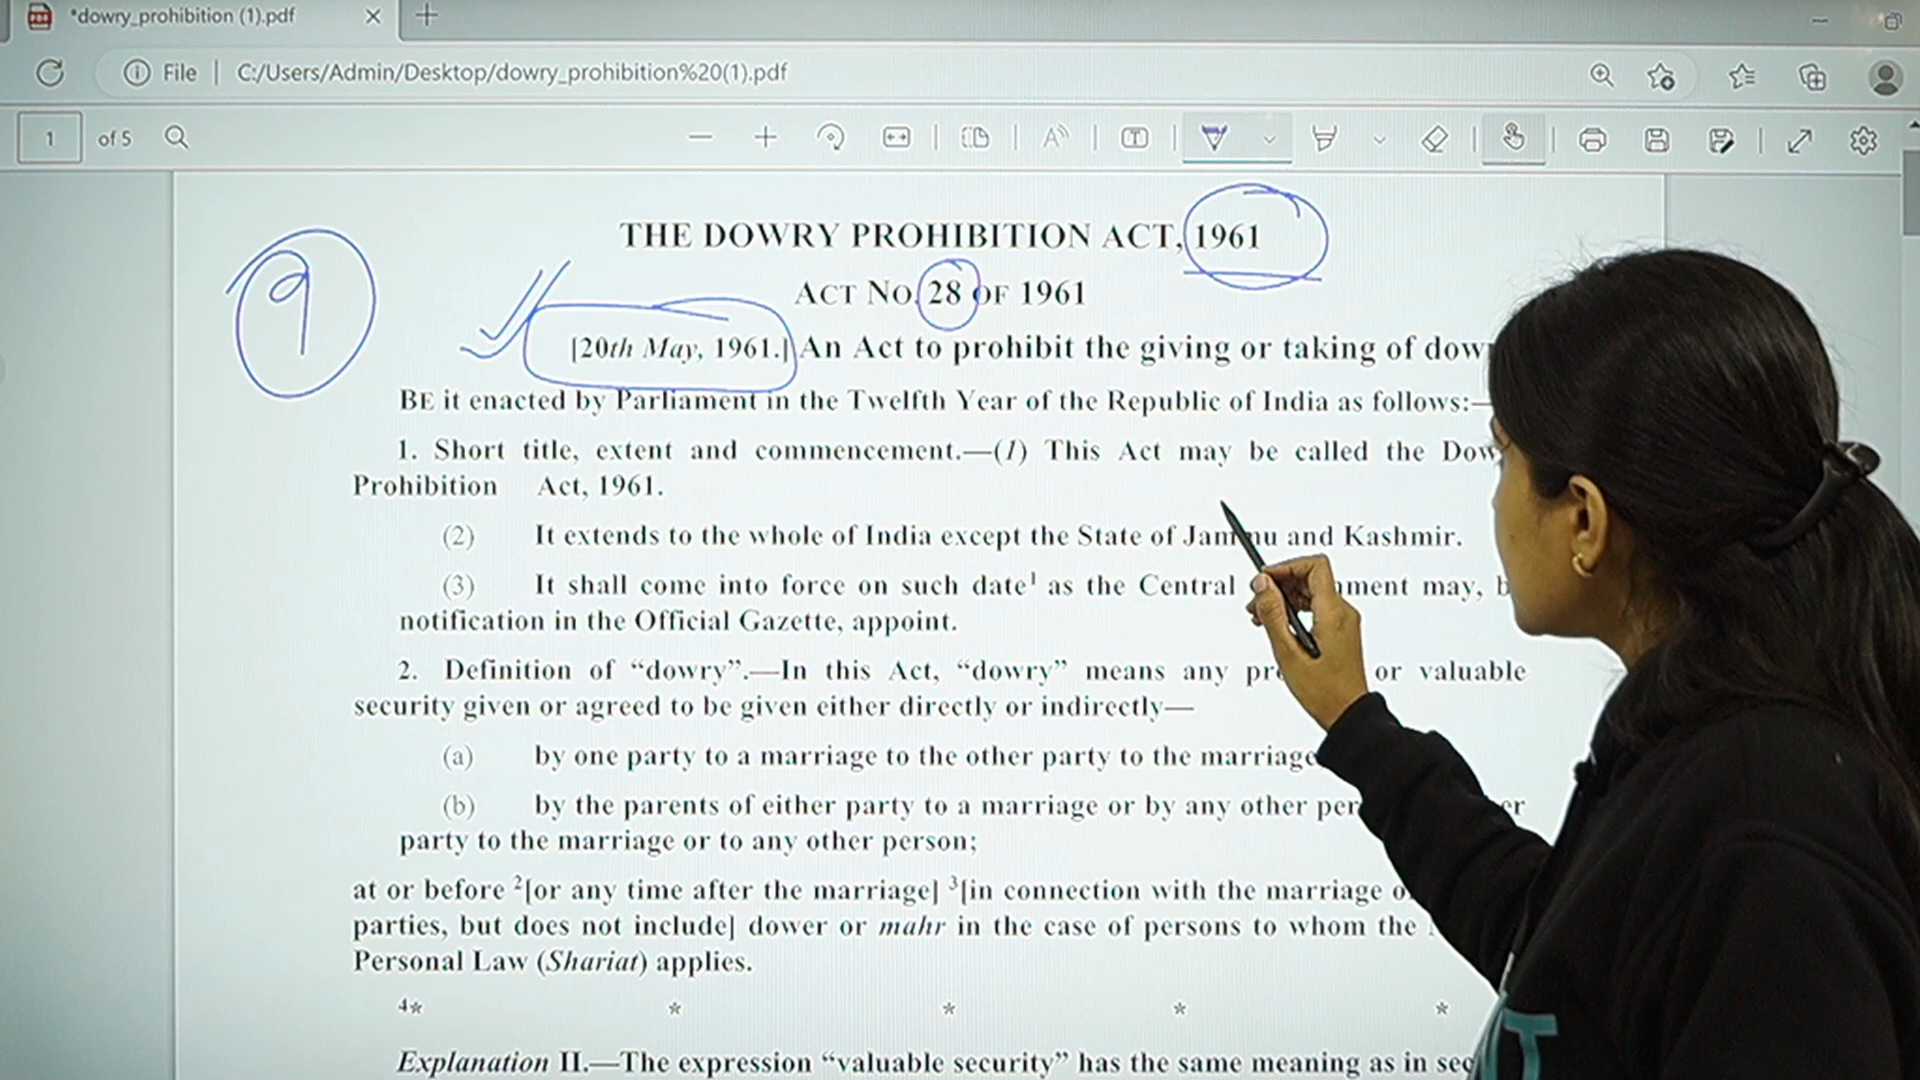 *dowry_prohibition (1).pdf
File | C:/Users/Admin/Desktop/dowry_prohibition%20(1).pdf
1 of 5
THE DOWRY PROHIBITION ACT, 1961
9
ACT NO. 28 OF 1961
[20th May, 1961.] An Act to prohibit the giving or taking of
BE it enacted by Parliament in the Twelfth Year of the Republic of India as follows:—
1. Short title, extent and commencement.—(1) This Act may be called the
Prohibition Act, 1961.
(2) It extends to the whole of India except the State of Jammu and Kashmir.
(3) It shall come into force on such date1 as the Central may,
notification in the Official Gazette, appoint.
2. Definition of “dowry”.—In this Act, “dowry” means any or valuable
security given or agreed to be given either directly or indirectly—
(a) by one party to a marriage to the other party to the marriage
(b) by the parents of either party to a marriage or by any other
party to the marriage or to any other person;
at or before 2[or any time after the marriage] 3[in connection with the marriage
parties, but does not include] dower or mahr in the case of persons to whom the
Personal Law (Shariat) applies.
4* * * * *
Explanation II.—The expression “valuable security” has the same meaning as in